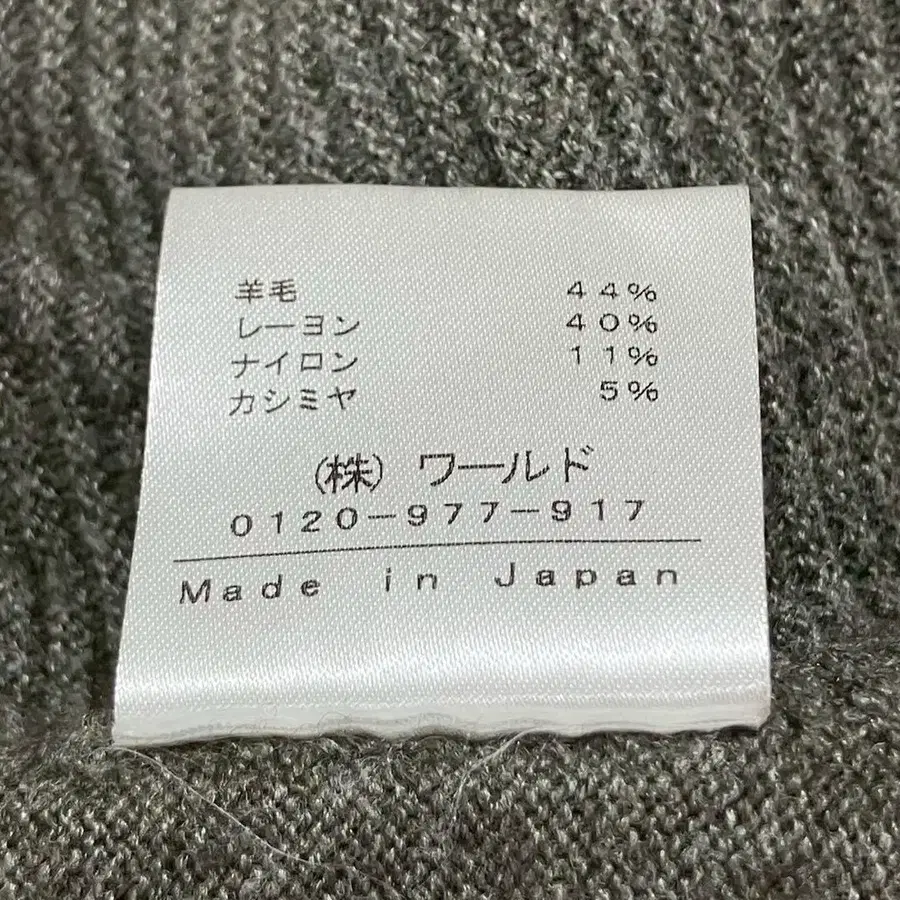 羊毛 44%
レーヨン 40%
ナイロン 11%
カシミヤ 5%
(株) ワールド
0120-977-917
Made in Japan